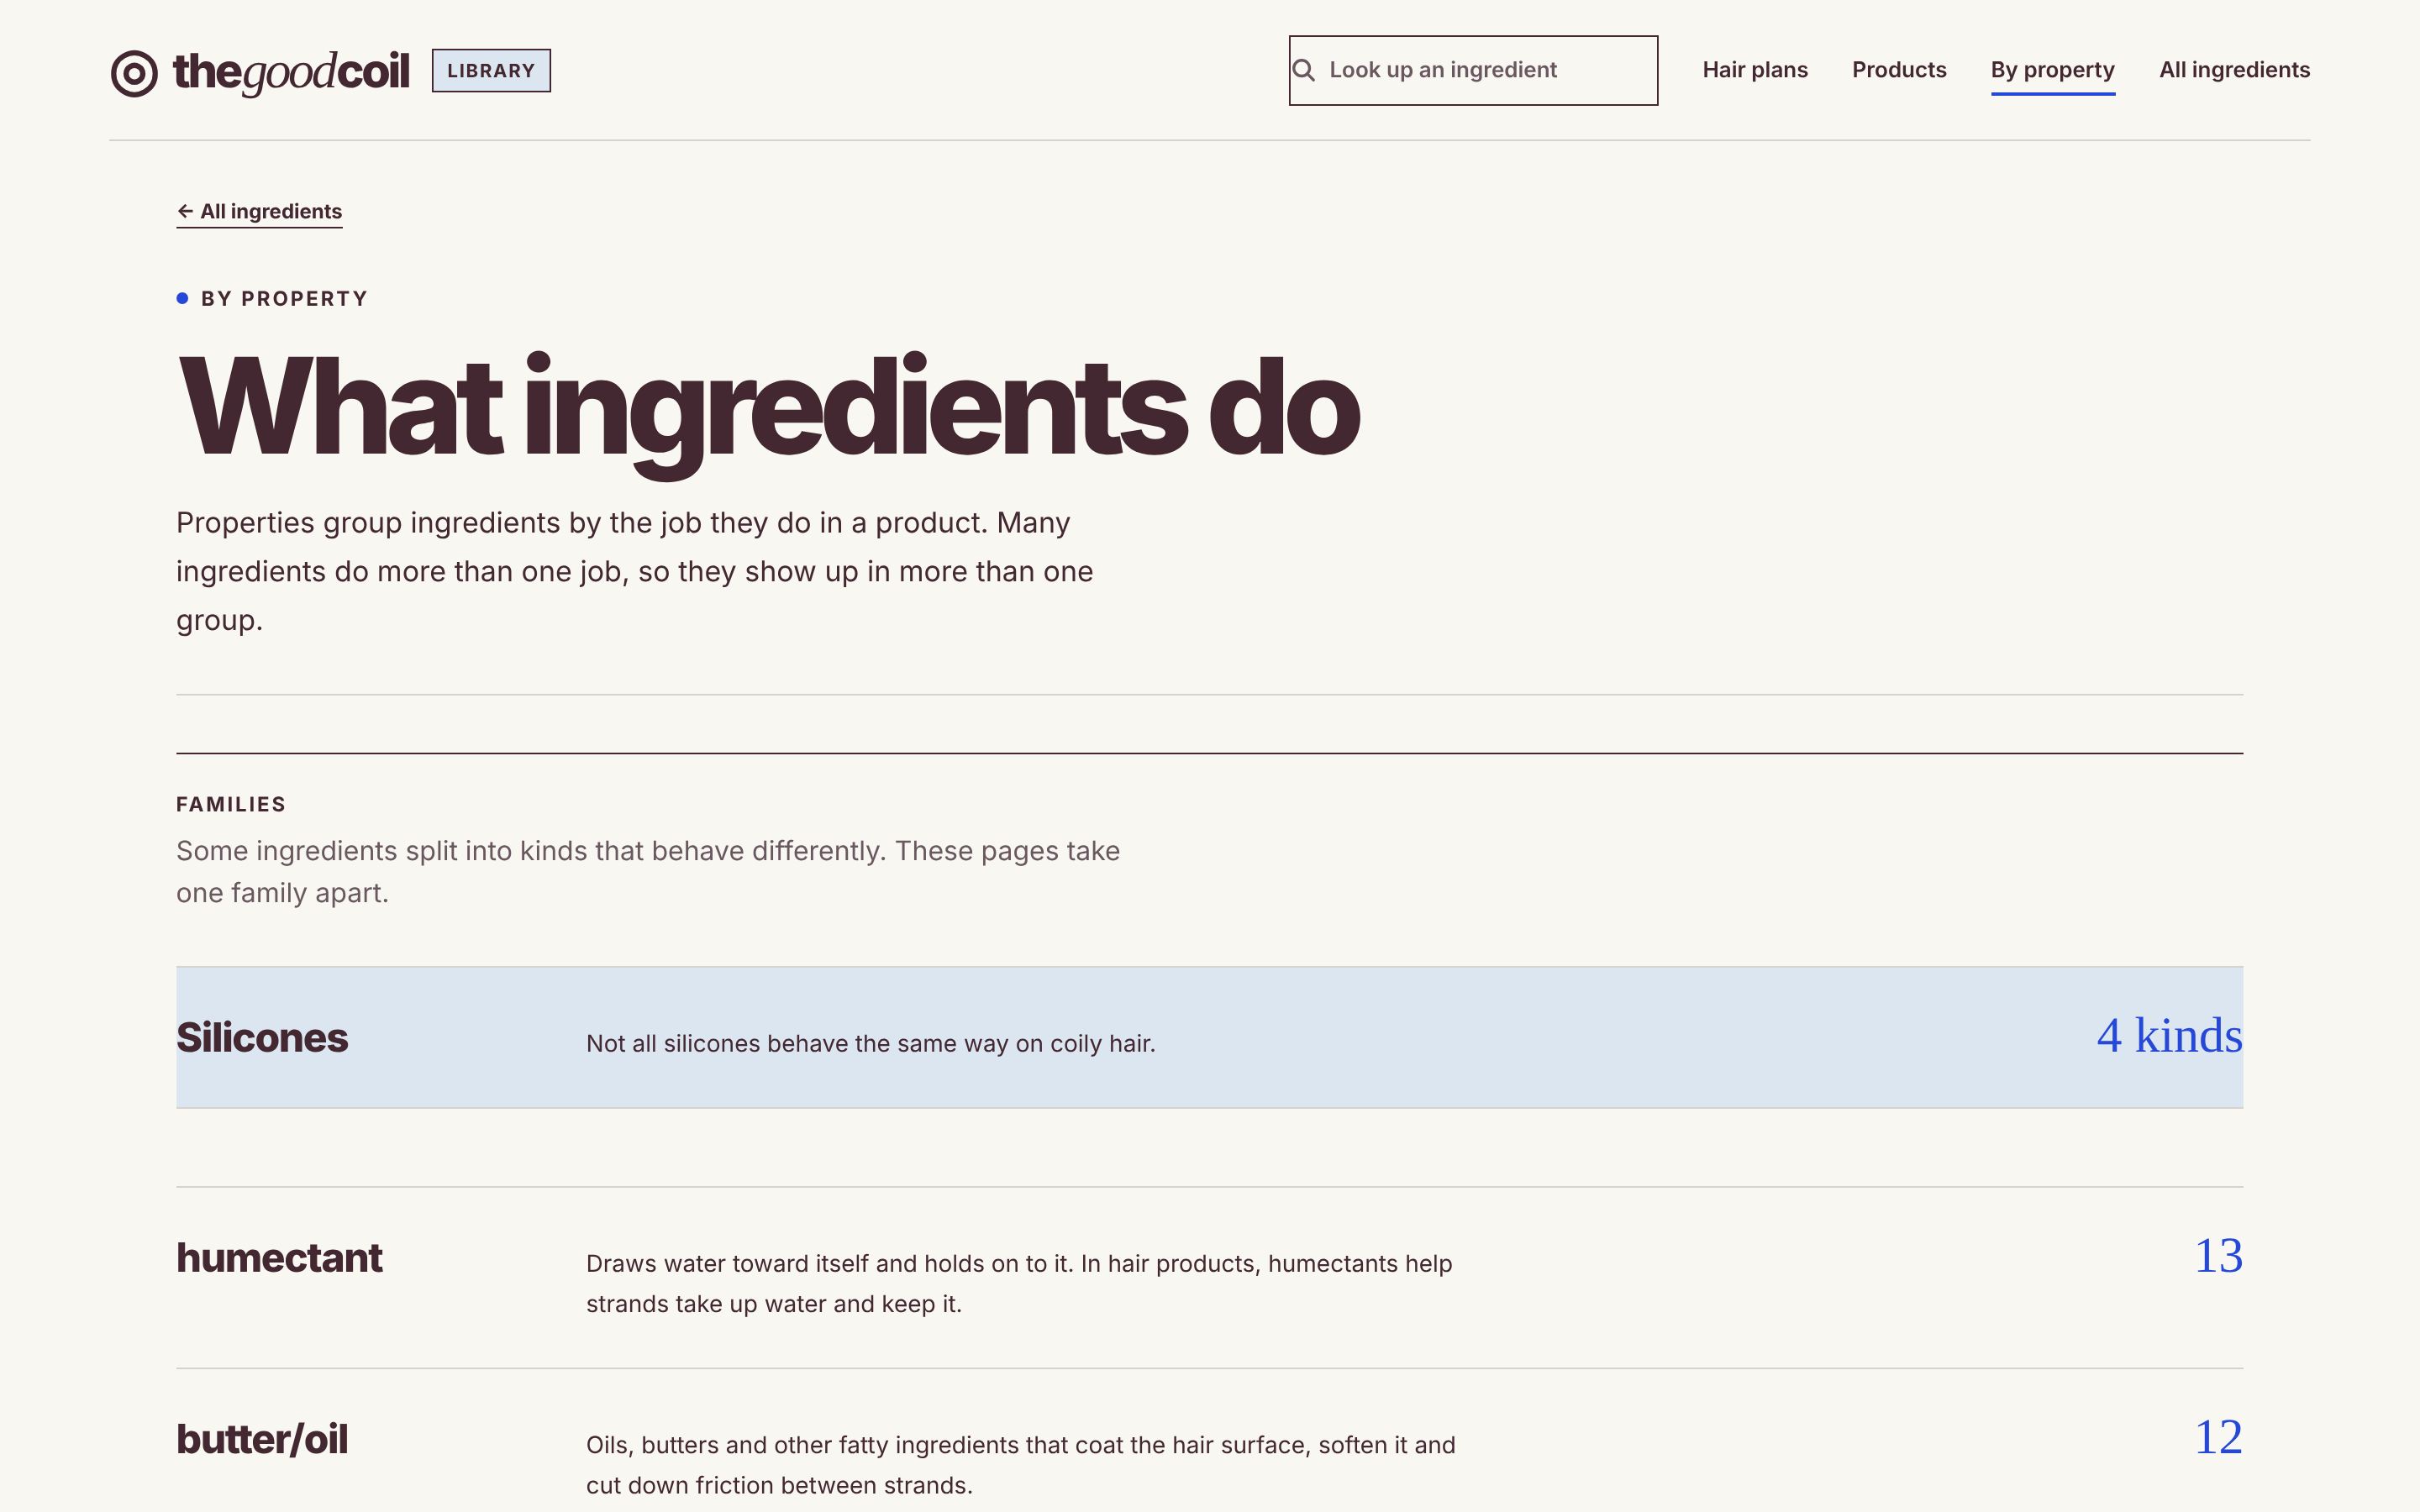 thegoodcoil LIBRARY
Look up an ingredient
Hair plans Products By property All ingredients
← All ingredients
BY PROPERTY
What ingredients do
Properties group ingredients by the job they do in a product. Many
ingredients do more than one job, so they show up in more than one
group.
FAMILIES
Some ingredients split into kinds that behave differently. These pages take
one family apart.
Silicones
Not all silicones behave the same way on coily hair.
4 kinds
humectant
Draws water toward itself and holds on to it. In hair products, humectants help
strands take up water and keep it.
13
butter/oil
Oils, butters and other fatty ingredients that coat the hair surface, soften it and
cut down friction between strands.
12